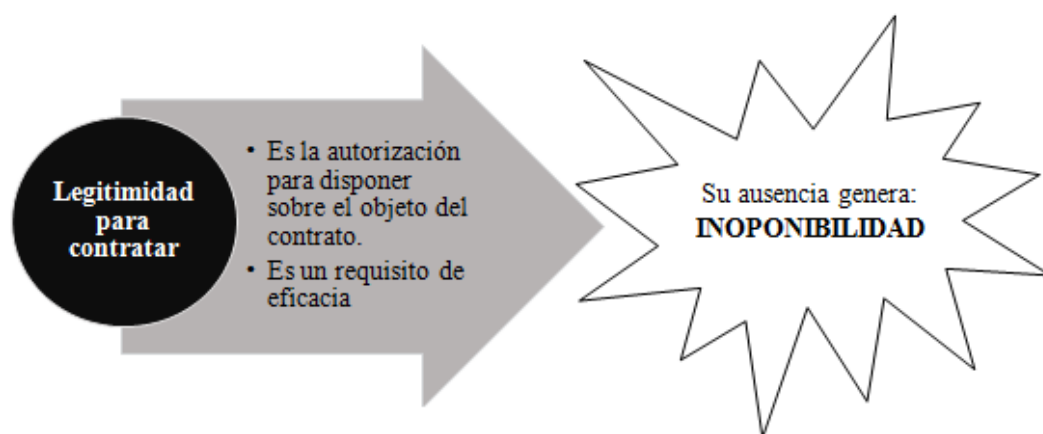 Legitimidad
para
contratar
• Es la autorización
para disponer
sobre el objeto del
contrato.
• Es un requisito de
eficacia
Su ausencia genera:
INOPONIBILIDAD